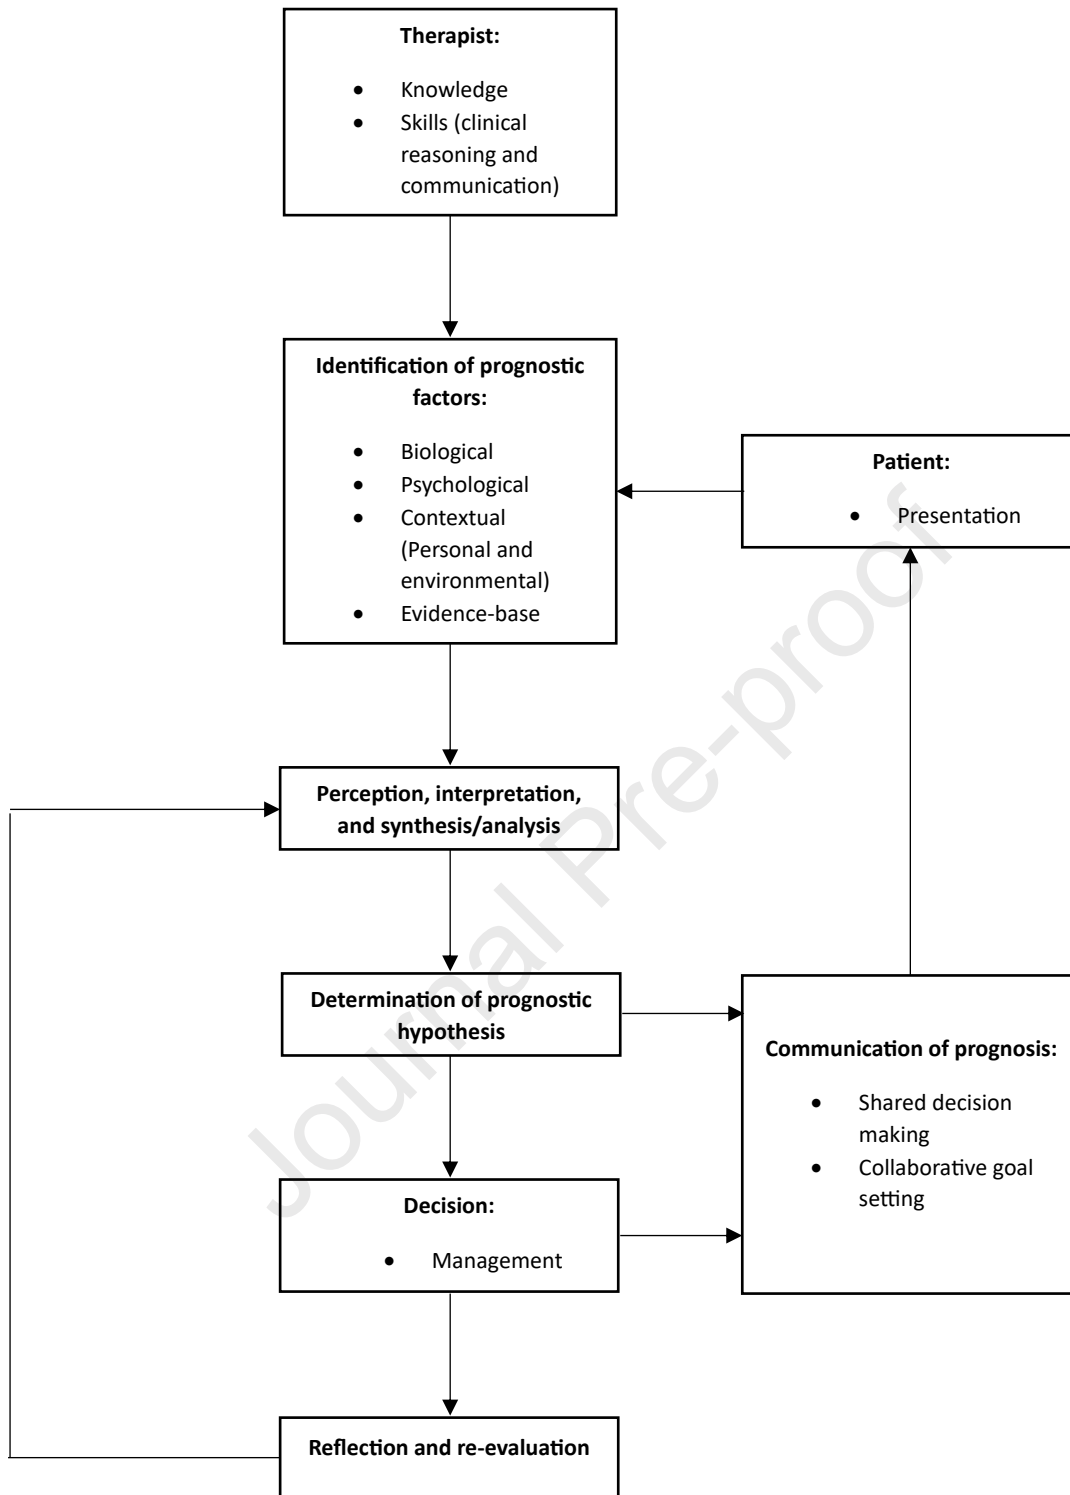 Therapist:
• Knowledge
• Skills (clinical
reasoning and
communication)
Identification of prognostic
factors:
• Biological
• Psychological
• Contextual
(Personal and
environmental)
• Evidence-base
Patient:
• Presentation
Perception, interpretation,
and synthesis/analysis
Determination of prognostic
hypothesis
Communication of prognosis:
• Shared decision
making
• Collaborative goal
setting
Decision:
• Management
Reflection and re-evaluation
Journal Pre-proof